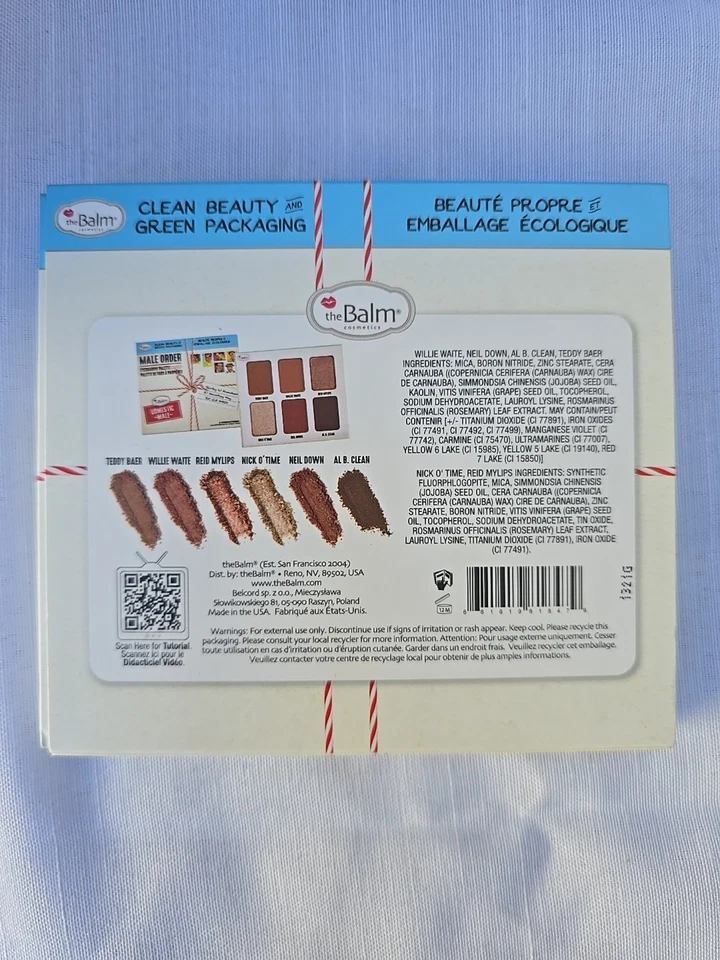 theBalm®
cosmetics
CLEAN BEAUTY AND
GREEN PACKAGING
BEAUTÉ PROPRE ET
EMBALLAGE ÉCOLOGIQUE
theBalm®
cosmetics
MALE ORDER
DOMESTIC
MALE
TEDDY BAER WILLIE WAITE REID MYLIPS NICK O'TIME NEIL DOWN AL B. CLEAN
WILLIE WAITE, NEIL DOWN, AL B. CLEAN, TEDDY BAER
INGREDIENTS: MICA, BORON NITRIDE, ZINC STEARATE, CERA
CARNAUBA ((COPERNICIA CERIFERA (CARNAUBA) WAX) CIRE
DE CARNAUBA), SIMMONDSIA CHINENSIS (JOJOBA) SEED OIL,
KAOLIN, VITIS VINIFERA (GRAPE) SEED OIL, TOCOPHEROL,
SODIUM DEHYDROACETATE, LAUROYL LYSINE, ROSMARINUS
OFFICINALIS (ROSEMARY) LEAF EXTRACT. MAY CONTAIN/PEUT
CONTENIR [+/- TITANIUM DIOXIDE (CI 77891), IRON OXIDES
(CI 77491, CI 77492, CI 77499), MANGANESE VIOLET (CI
77742), CARMINE (CI 75470), ULTRAMARINES (CI 77007),
YELLOW 6 LAKE (CI 15985), YELLOW 5 LAKE (CI 19140), RED
7 LAKE (CI 15850)]
NICK O' TIME, REID MYLIPS INGREDIENTS: SYNTHETIC
FLUORPHLOGOPITE, MICA, SIMMONDSIA CHINENSIS
(JOJOBA) SEED OIL, CERA CARNAUBA ((COPERNICIA
CERIFERA (CARNAUBA) WAX) CIRE DE CARNAUBA), ZINC
STEARATE, BORON NITRIDE, VITIS VINIFERA (GRAPE) SEED
OIL, TOCOPHEROL, SODIUM DEHYDROACETATE, TIN OXIDE,
ROSMARINUS OFFICINALIS (ROSEMARY) LEAF EXTRACT,
LAUROYL LYSINE, TITANIUM DIOXIDE (CI 77891), IRON OXIDE
(CI 77491).
theBalm® (Est. San Francisco 2004)
Dist. by: theBalm® • Reno, NV, 89502, USA
www.theBalm.com
Belcord sp. z o.o., Mieczysława
Słowikowskiego 81, 05-090 Raszyn, Poland
Made in the USA. Fabriqué aux États-Unis.
Scan Here for Tutorial.
Scannez Ici pour le
Didacticiel Vidéo.
12M
1321G
Warnings: For external use only. Discontinue use if signs of irritation or rash appear. Keep cool. Please recycle this
packaging. Please consult your local recycler for more information. Attention: Pour usage externe uniquement. Cesser
toute utilisation en cas d'irritation ou d'éruption cutanée. Garder dans un endroit frais. Veuillez recycler cet emballage.
Veuillez contacter votre centre de recyclage local pour obtenir de plus amples informations.